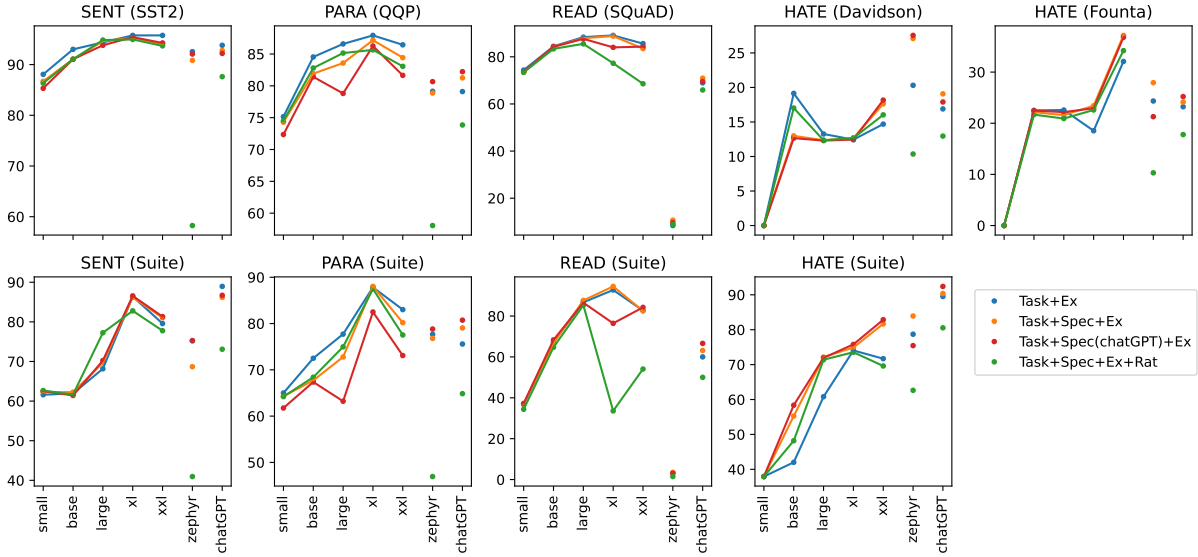 SENT (SST2)
PARA (QQP)
READ (SQuAD)
HATE (Davidson)
HATE (Founta)
90
80
70
60
85
80
75
70
65
60
80
60
40
20
25
20
15
10
5
0
30
20
10
0
SENT (Suite)
PARA (Suite)
READ (Suite)
HATE (Suite)
90
80
70
60
50
40
90
80
70
60
50
80
60
40
20
0
90
80
70
60
50
40
Task+Ex
Task+Spec+Ex
Task+Spec(chatGPT)+Ex
Task+Spec+Ex+Rat
small
base
large
xl
xxl
zephyr
chatGPT
small
base
large
xl
xxl
zephyr
chatGPT
small
base
large
xl
xxl
zephyr
chatGPT
small
base
large
xl
xxl
zephyr
chatGPT